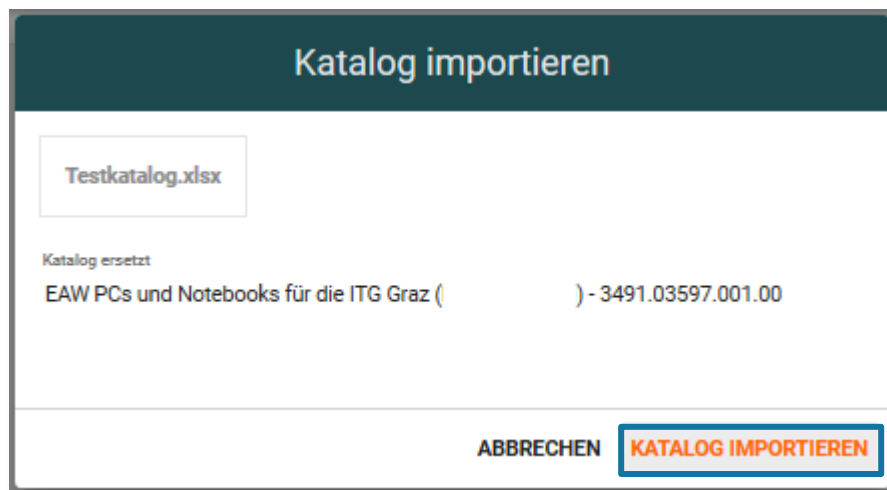 Katalog importieren
Testkatalog.xlsx
Katalog ersetzt
EAW PCs und Notebooks für die ITG Graz ( ) - 3491.03597.001.00
ABBRECHEN KATALOG IMPORTIEREN